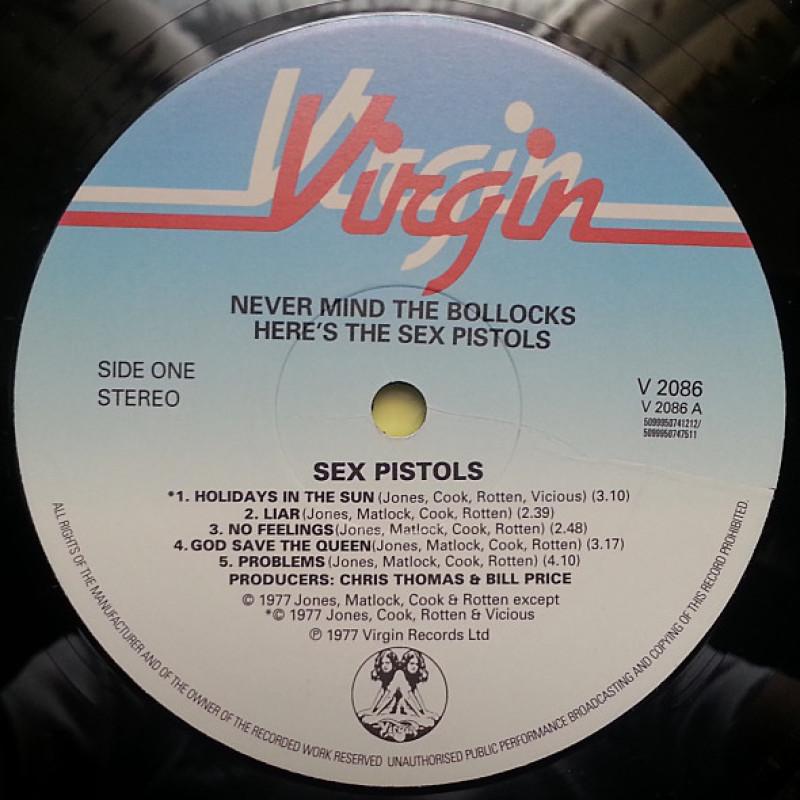 Virgin
NEVER MIND THE BOLLOCKS
HERE'S THE SEX PISTOLS
SIDE ONE
STEREO
V 2086
V 2086 A
5099950741212/
5099950747511
SEX PISTOLS
*1. HOLIDAYS IN THE SUN (Jones, Cook, Rotten, Vicious) (3.10)
2. LIAR (Jones, Matlock, Cook, Rotten) (2.39)
3. NO FEELINGS (Jones, Matlock, Cook, Rotten) (2.48)
4. GOD SAVE THE QUEEN (Jones, Matlock, Cook, Rotten) (3.17)
5. PROBLEMS (Jones, Matlock, Cook, Rotten) (4.10)
PRODUCERS: CHRIS THOMAS & BILL PRICE
© 1977 Jones, Matlock, Cook & Rotten except
*© 1977 Jones, Cook, Rotten & Vicious
℗ 1977 Virgin Records Ltd
Virgin
ALL RIGHTS OF THE MANUFACTURER AND OF THE OWNER OF THE RECORDED WORK RESERVED UNAUTHORISED PUBLIC PERFORMANCE BROADCASTING AND COPYING OF THIS RECORD PROHIBITED.